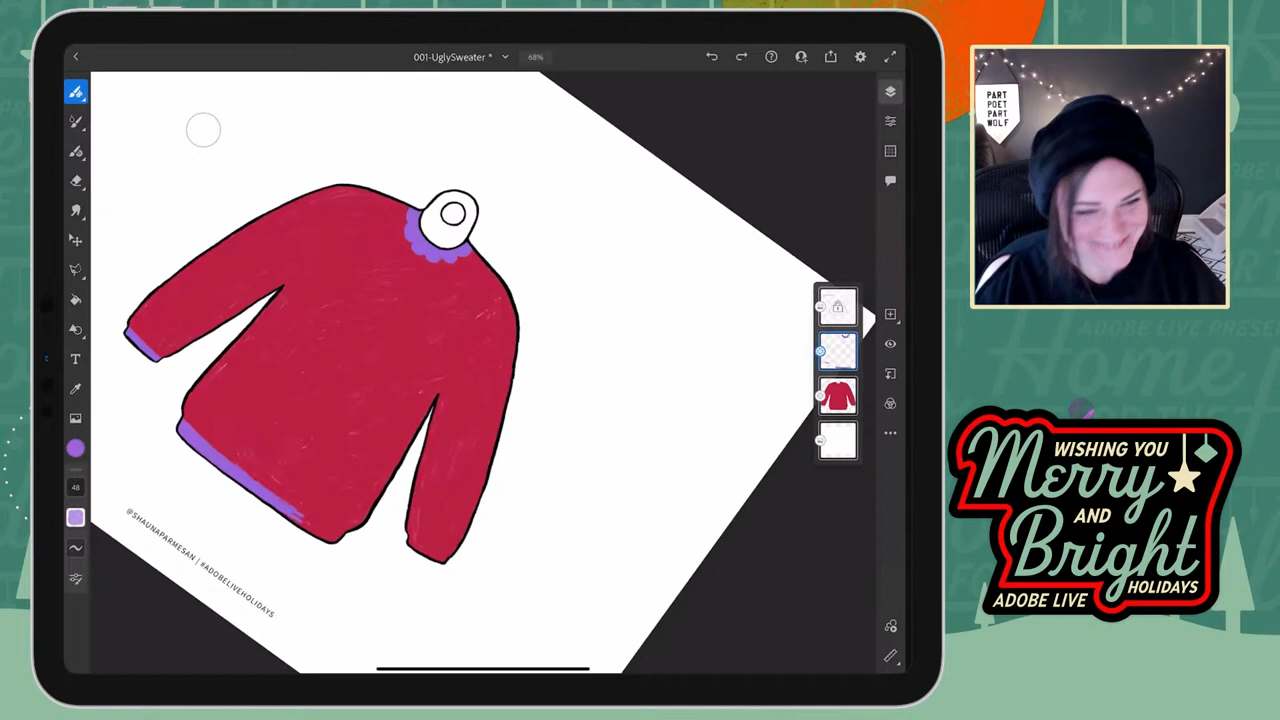 001-UglySweater *
68%
PART
POET
PART
WOLF
T
48
@SHAUNAPARMESAN | #ADOBELIVEHOLIDAYS
WISHING YOU
Merry
AND
Bright
HOLIDAYS
ADOBE LIVE